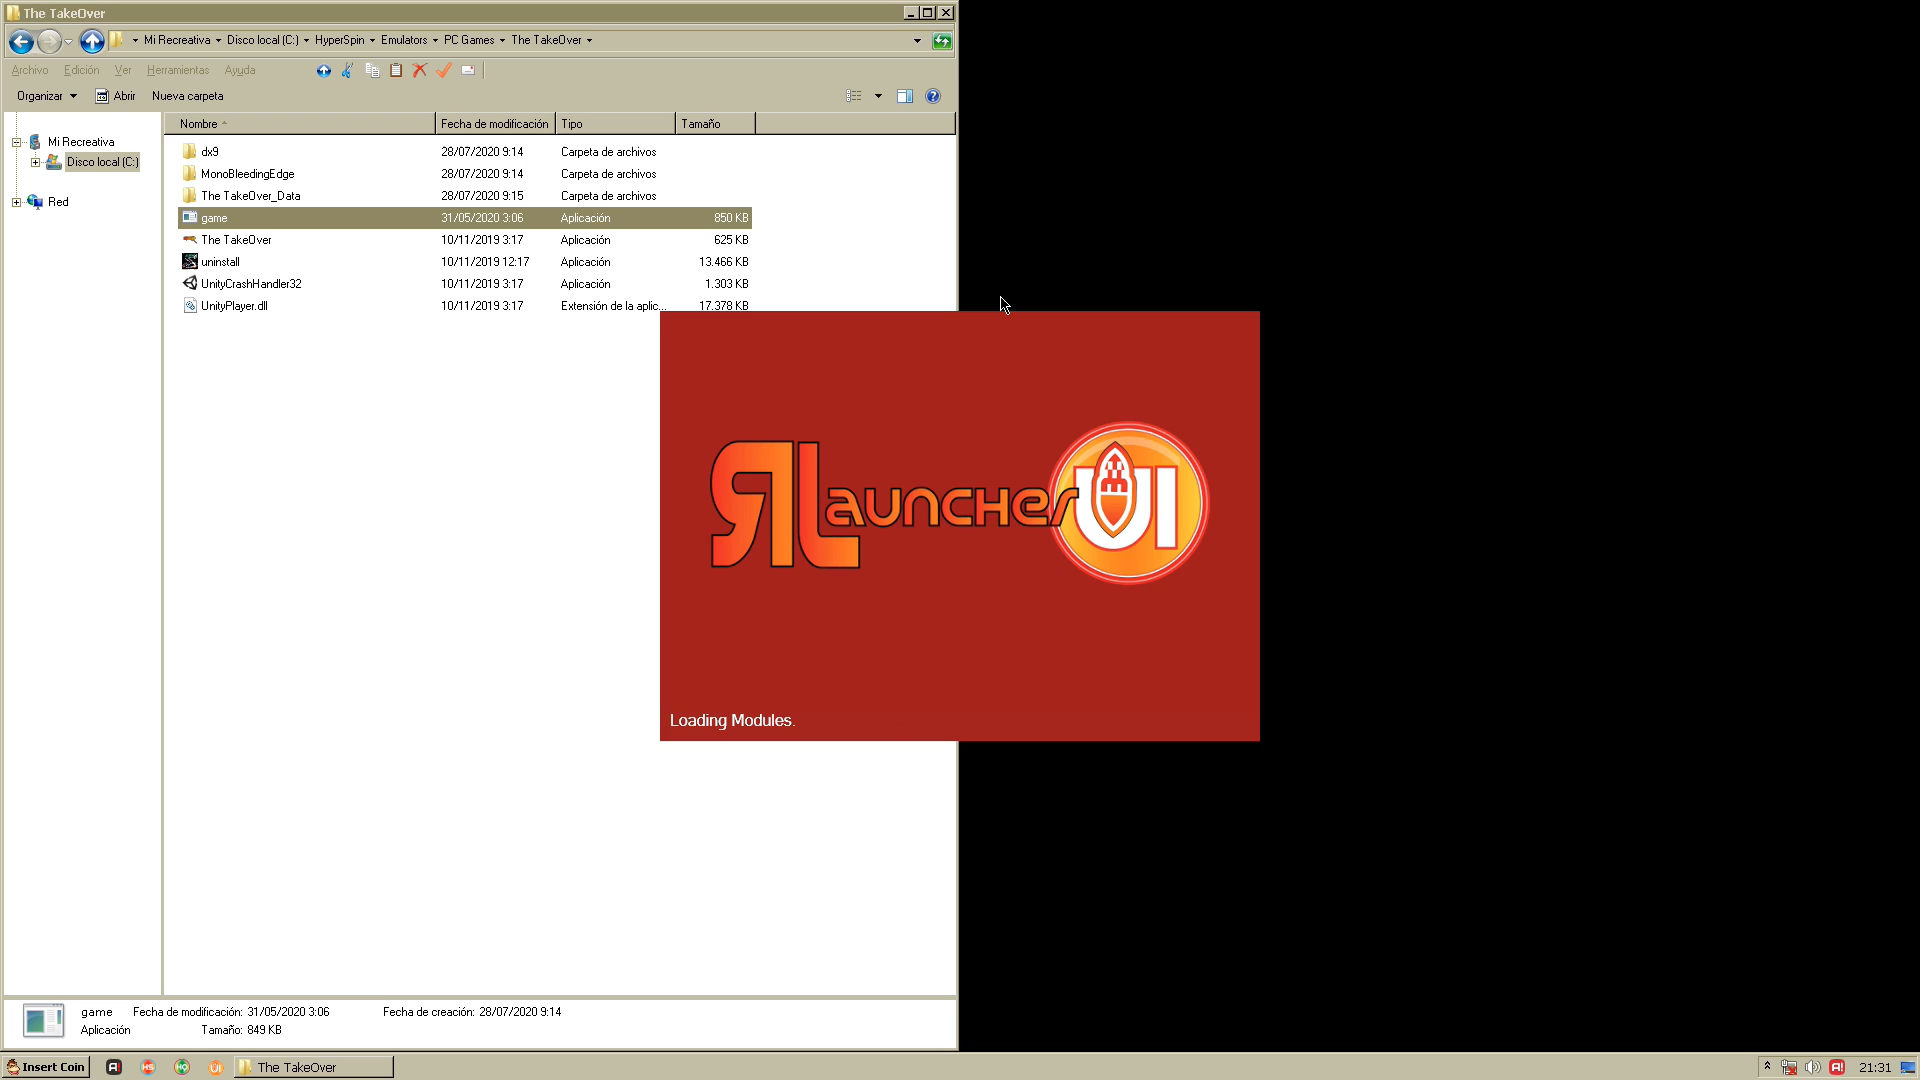 The TakeOver
Mi Recreativa Disco local (C:) HyperSpin Emulators PC Games The TakeOver
Archivo Edición Ver Herramientas Ayuda
Organizar Abrir Nueva carpeta
Nombre Fecha de modificación Tipo Tamaño
Mi Recreativa
Disco local (C:)
Red
dx9 28/07/2020 9:14 Carpeta de archivos
MonoBleedingEdge 28/07/2020 9:14 Carpeta de archivos
The TakeOver_Data 28/07/2020 9:15 Carpeta de archivos
game 31/05/2020 3:06 Aplicación 850 KB
The TakeOver 10/11/2019 3:17 Aplicación 625 KB
uninstall 10/11/2019 12:17 Aplicación 13.466 KB
UnityCrashHandler32 10/11/2019 3:17 Aplicación 1.303 KB
UnityPlayer.dll 10/11/2019 3:17 Extensión de la aplic... 17.378 KB
RLauncher UI
Loading Modules.
game Fecha de modificación: 31/05/2020 3:06 Fecha de creación: 28/07/2020 9:14
Aplicación Tamaño: 849 KB
Insert Coin A! HS HQ UI The TakeOver A! 21:31